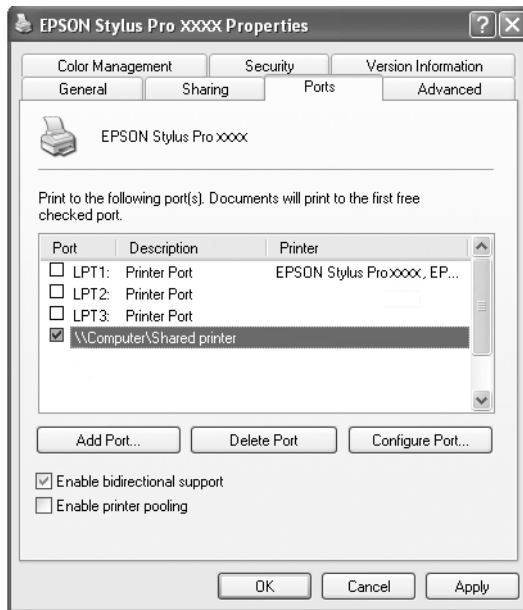 EPSON Stylus Pro XXXX Properties
Color Management Security Version Information
General Sharing Ports Advanced
EPSON Stylus Pro xxxx
Print to the following port(s). Documents will print to the first free
checked port.
Port Description Printer
LPT1: Printer Port EPSON Stylus Pro xxxx, EP...
LPT2: Printer Port
LPT3: Printer Port
\\Computer\Shared printer
Add Port... Delete Port Configure Port...
Enable bidirectional support
Enable printer pooling
OK Cancel Apply